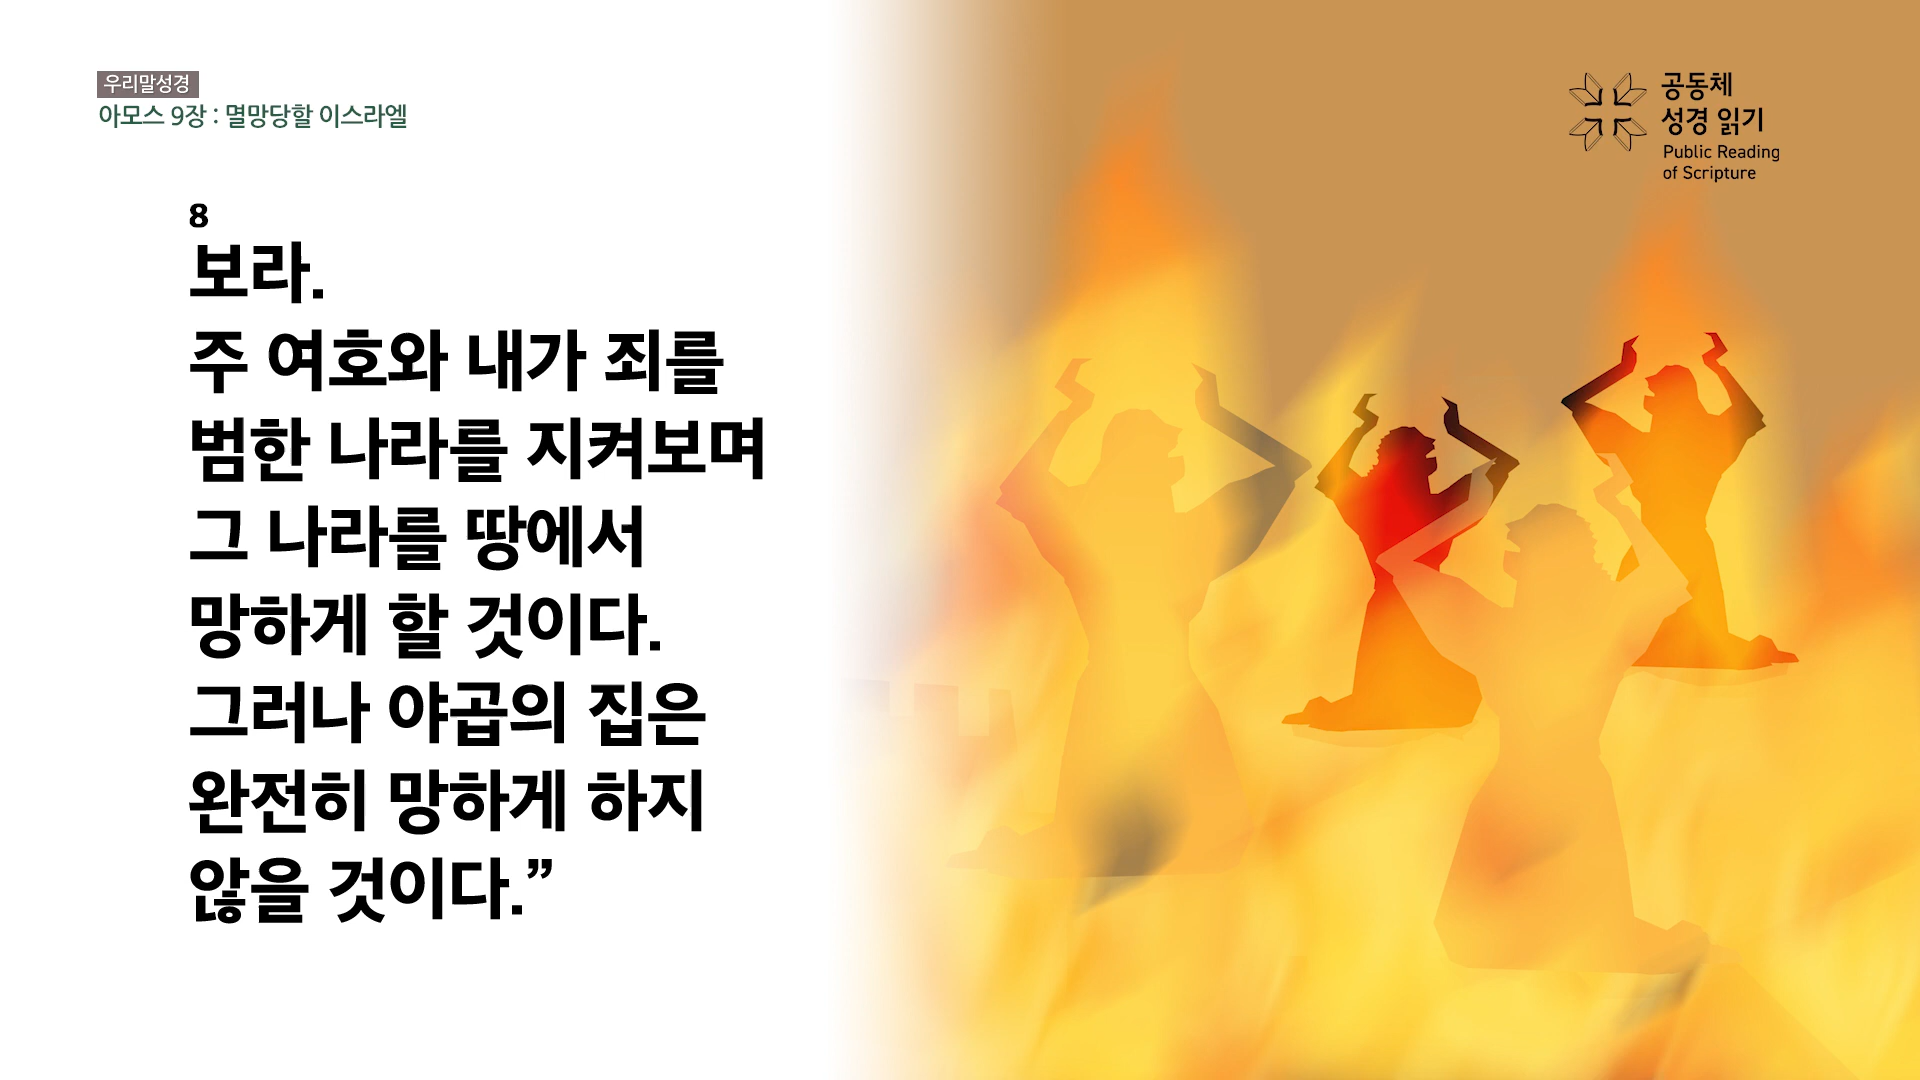 우리말성경
아모스 9장 : 멸망당할 이스라엘
공동체
성경 읽기
Public Reading
of Scripture
8
보라.
주 여호와 내가 죄를
범한 나라를 지켜보며
그 나라를 땅에서
망하게 할 것이다.
그러나 야곱의 집은
완전히 망하게 하지
않을 것이다.”